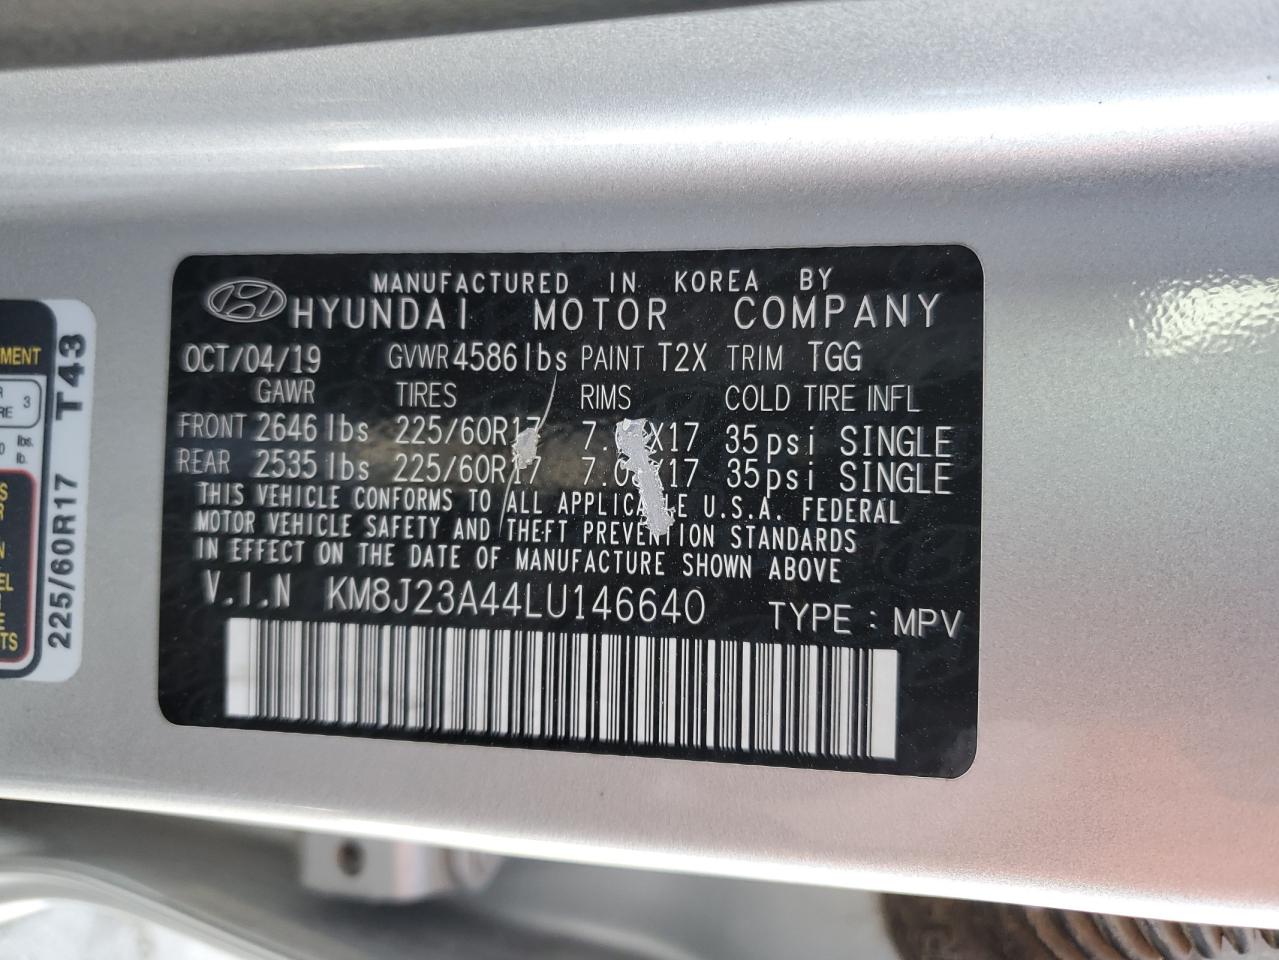 MANUFACTURED IN KOREA BY
HYUNDAI MOTOR COMPANY
OCT/04/19 GVWR 4586 lbs PAINT T2X TRIM TGG
GAWR TIRES RIMS COLD TIRE INFL
FRONT 2646 lbs 225/60R17 35psi SINGLE
REAR 2535 lbs 225/60R17 35psi SINGLE
THIS VEHICLE CONFORMS TO ALL U.S.A. FEDERAL
MOTOR VEHICLE SAFETY AND THEFT PREVENTION STANDARDS
IN EFFECT ON THE DATE OF MANUFACTURE SHOWN ABOVE
V.I.N KM8J23A44LU146640 TYPE : MPV
T43
225/60R17
3
lbs.
lb.